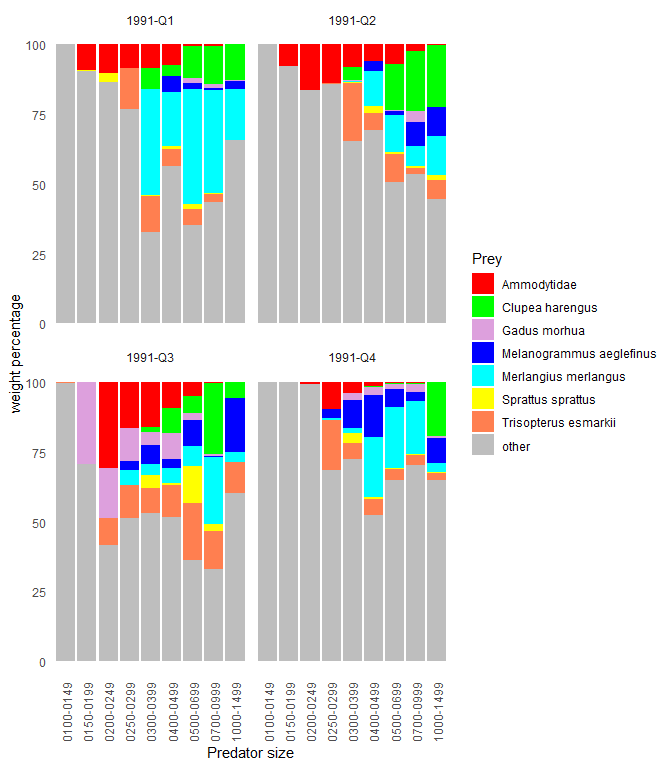 1991-Q1
1991-Q2
100
75
50
25
0
1991-Q3
1991-Q4
100
75
50
25
0
weight percentage
0100-0149
0150-0199
0200-0249
0250-0299
0300-0399
0400-0499
0500-0699
0700-0999
1000-1499
0100-0149
0150-0199
0200-0249
0250-0299
0300-0399
0400-0499
0500-0699
0700-0999
1000-1499
Predator size
Prey
Ammodytidae
Clupea harengus
Gadus morhua
Melanogrammus aeglefinus
Merlangius merlangus
Sprattus sprattus
Trisopterus esmarkii
other